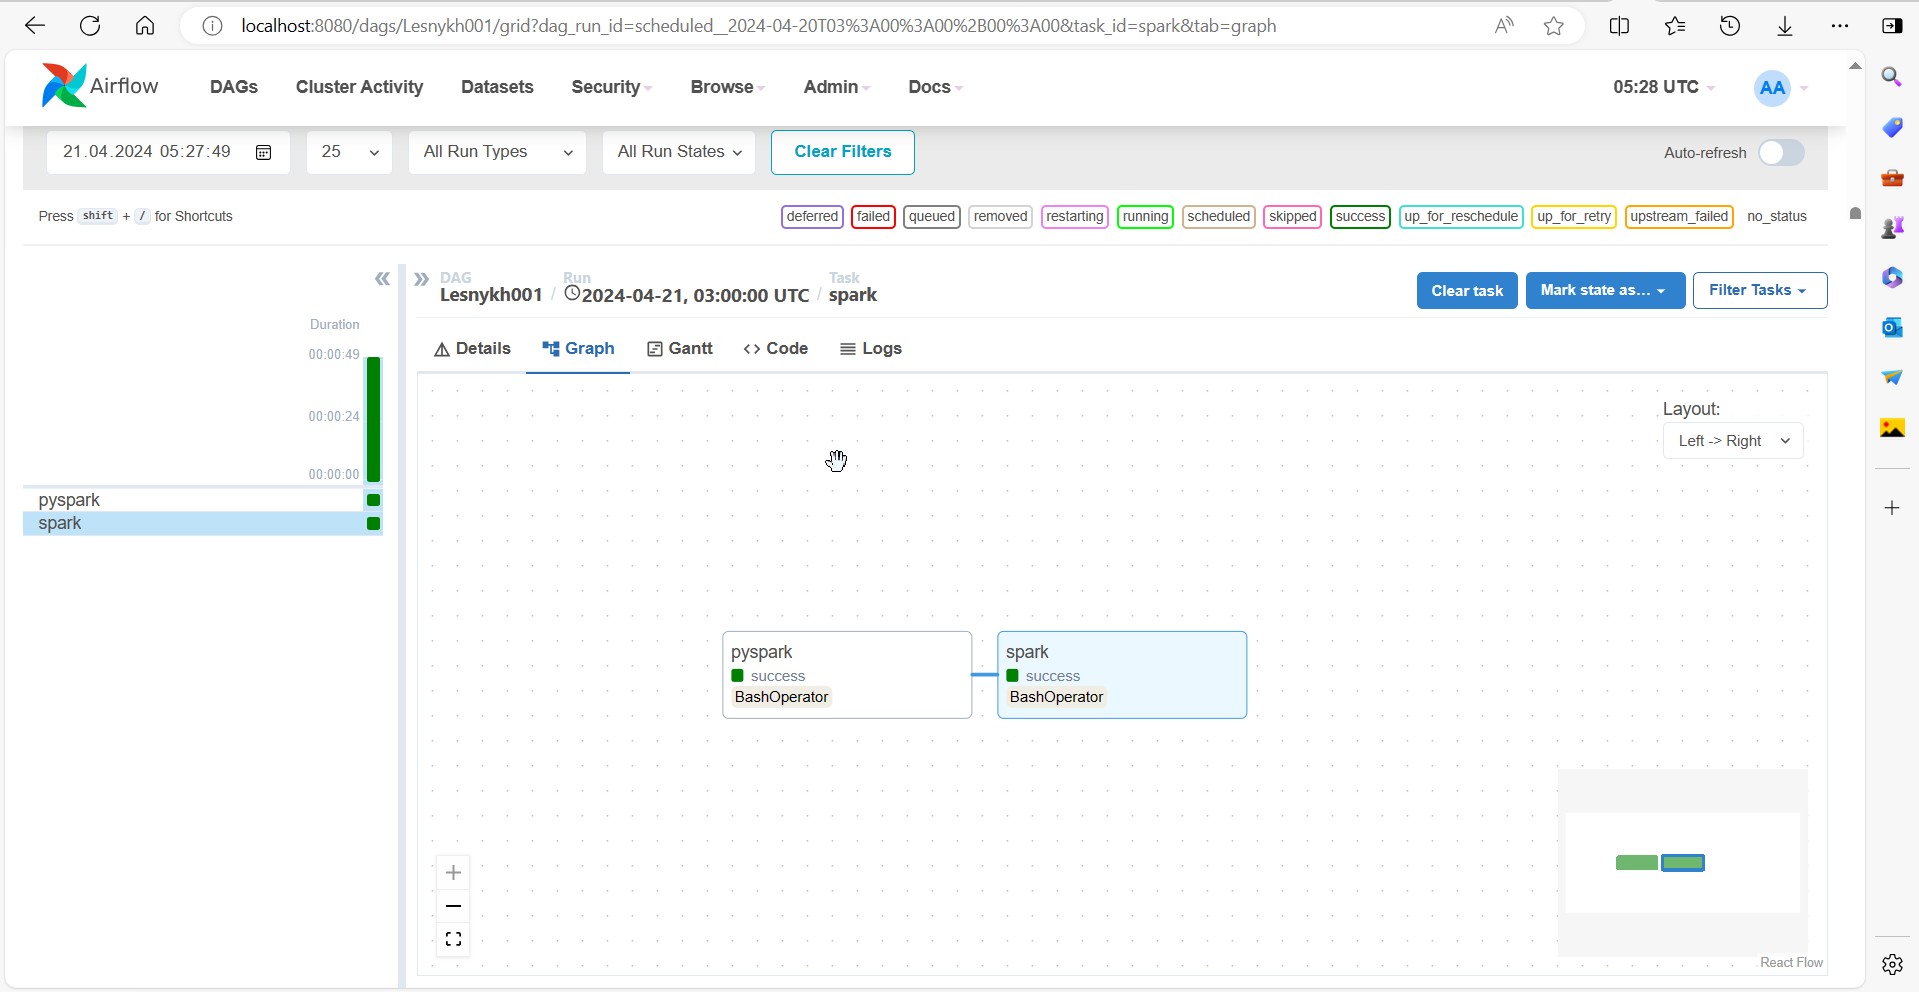 localhost:8080/dags/Lesnykh001/grid?dag_run_id=scheduled__2024-04-20T03%3A00%3A00%2B00%3A00&task_id=spark&tab=graph
Airflow DAGs Cluster Activity Datasets Security Browse Admin Docs 05:28 UTC AA
21.04.2024 05:27:49 25 All Run Types All Run States Clear Filters Auto-refresh
Press shift + / for Shortcuts deferred failed queued removed restarting running scheduled skipped success up_for_reschedule up_for_retry upstream_failed no_status
DAG Run Task
Lesnykh001 / 2024-04-21, 03:00:00 UTC / spark
Clear task Mark state as... Filter Tasks
Duration
00:00:49
00:00:24
00:00:00
pyspark
spark
Details Graph Gantt Code Logs
Layout:
Left -> Right
pyspark
success
BashOperator
spark
success
BashOperator
React Flow